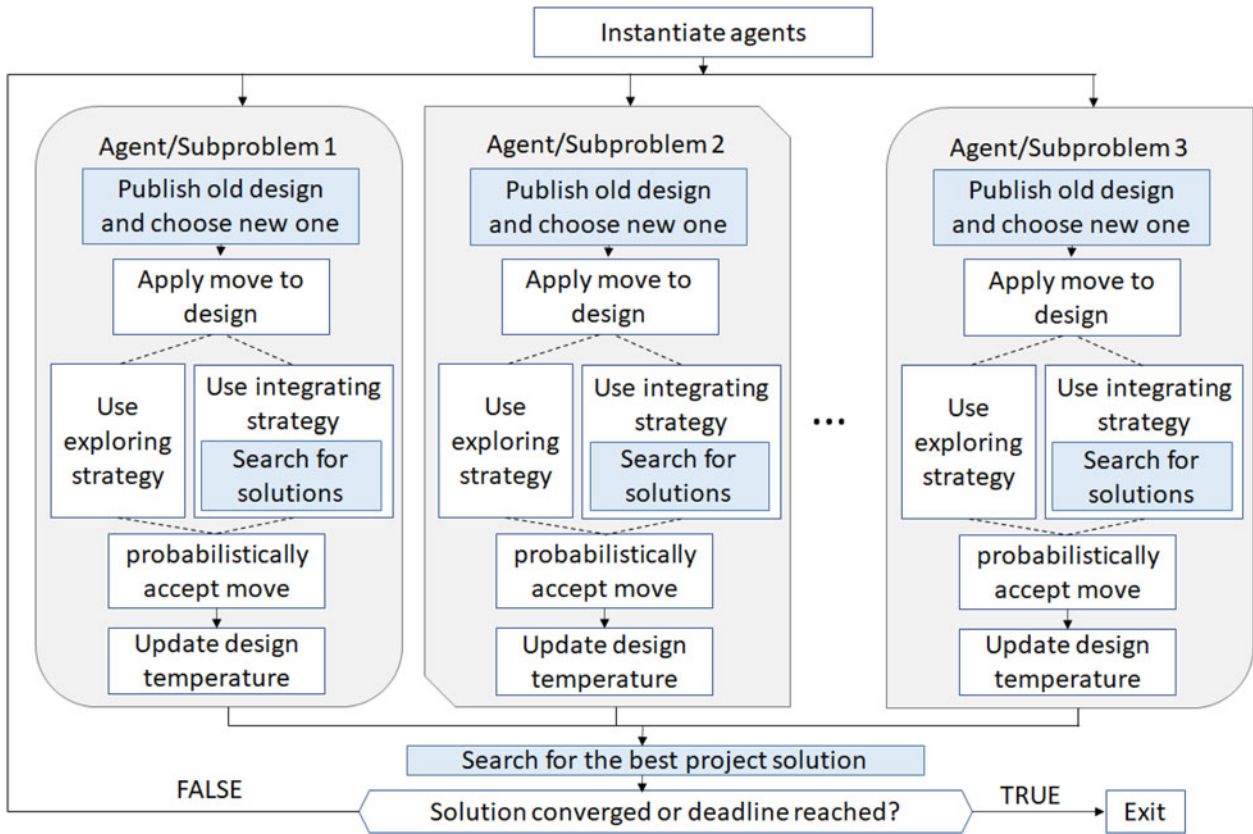 Instantiate agents
Agent/Subproblem 1
Publish old design
and choose new one
Apply move to
design
Use
exploring
strategy
Use integrating
strategy
Search for
solutions
probabilistically
accept move
Update design
temperature
Agent/Subproblem 2
Publish old design
and choose new one
Apply move to
design
Use
exploring
strategy
Use integrating
strategy
Search for
solutions
probabilistically
accept move
Update design
temperature
...
Agent/Subproblem 3
Publish old design
and choose new one
Apply move to
design
Use
exploring
strategy
Use integrating
strategy
Search for
solutions
probabilistically
accept move
Update design
temperature
Search for the best project solution
FALSE
Solution converged or deadline reached?
TRUE
Exit